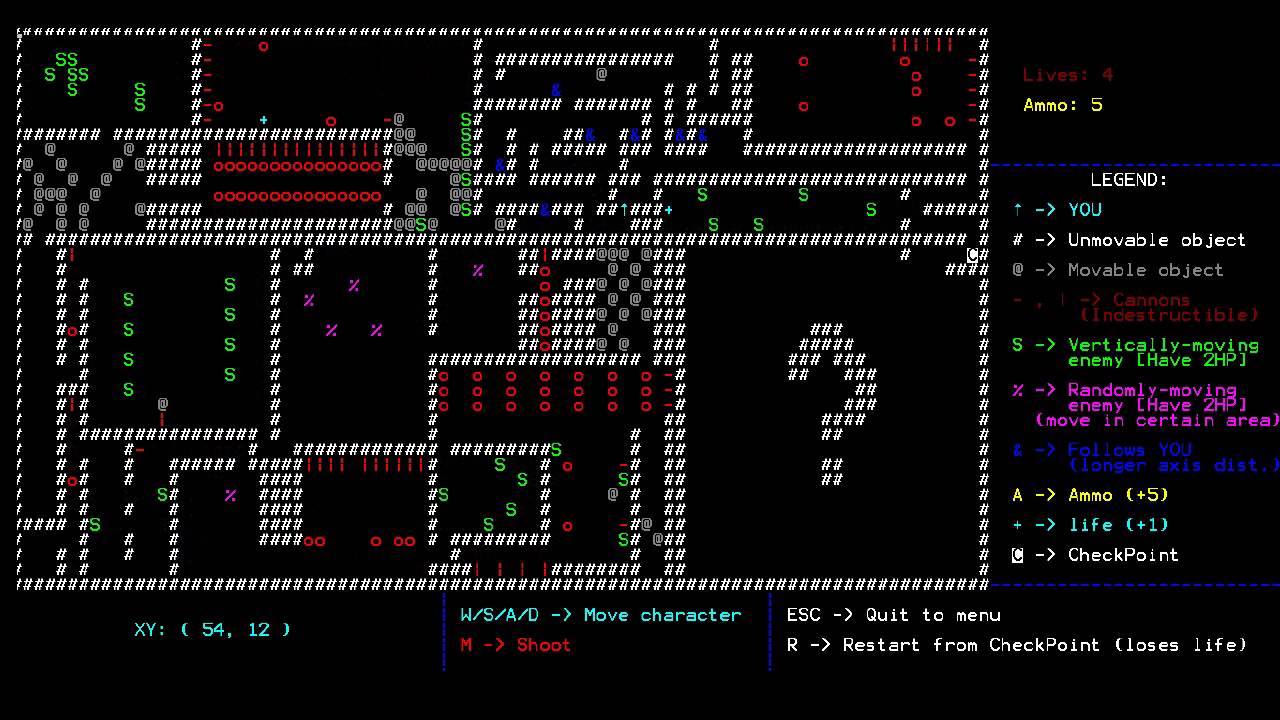 Lives: 4
Ammo: 5
LEGEND:
↑ -> YOU
# -> Unmovable object
@ -> Movable object
- , | -> Cannons
(Indestructible)
S -> Vertically-moving
enemy [Have 2HP]
% -> Randomly-moving
enemy [Have 2HP]
(move in certain area)
& -> Follows YOU
(longer axis dist.)
A -> Ammo (+5)
+ -> life (+1)
C -> CheckPoint
XY: ( 54, 12 )
W/S/A/D -> Move character
M -> Shoot
ESC -> Quit to menu
R -> Restart from CheckPoint (loses life)